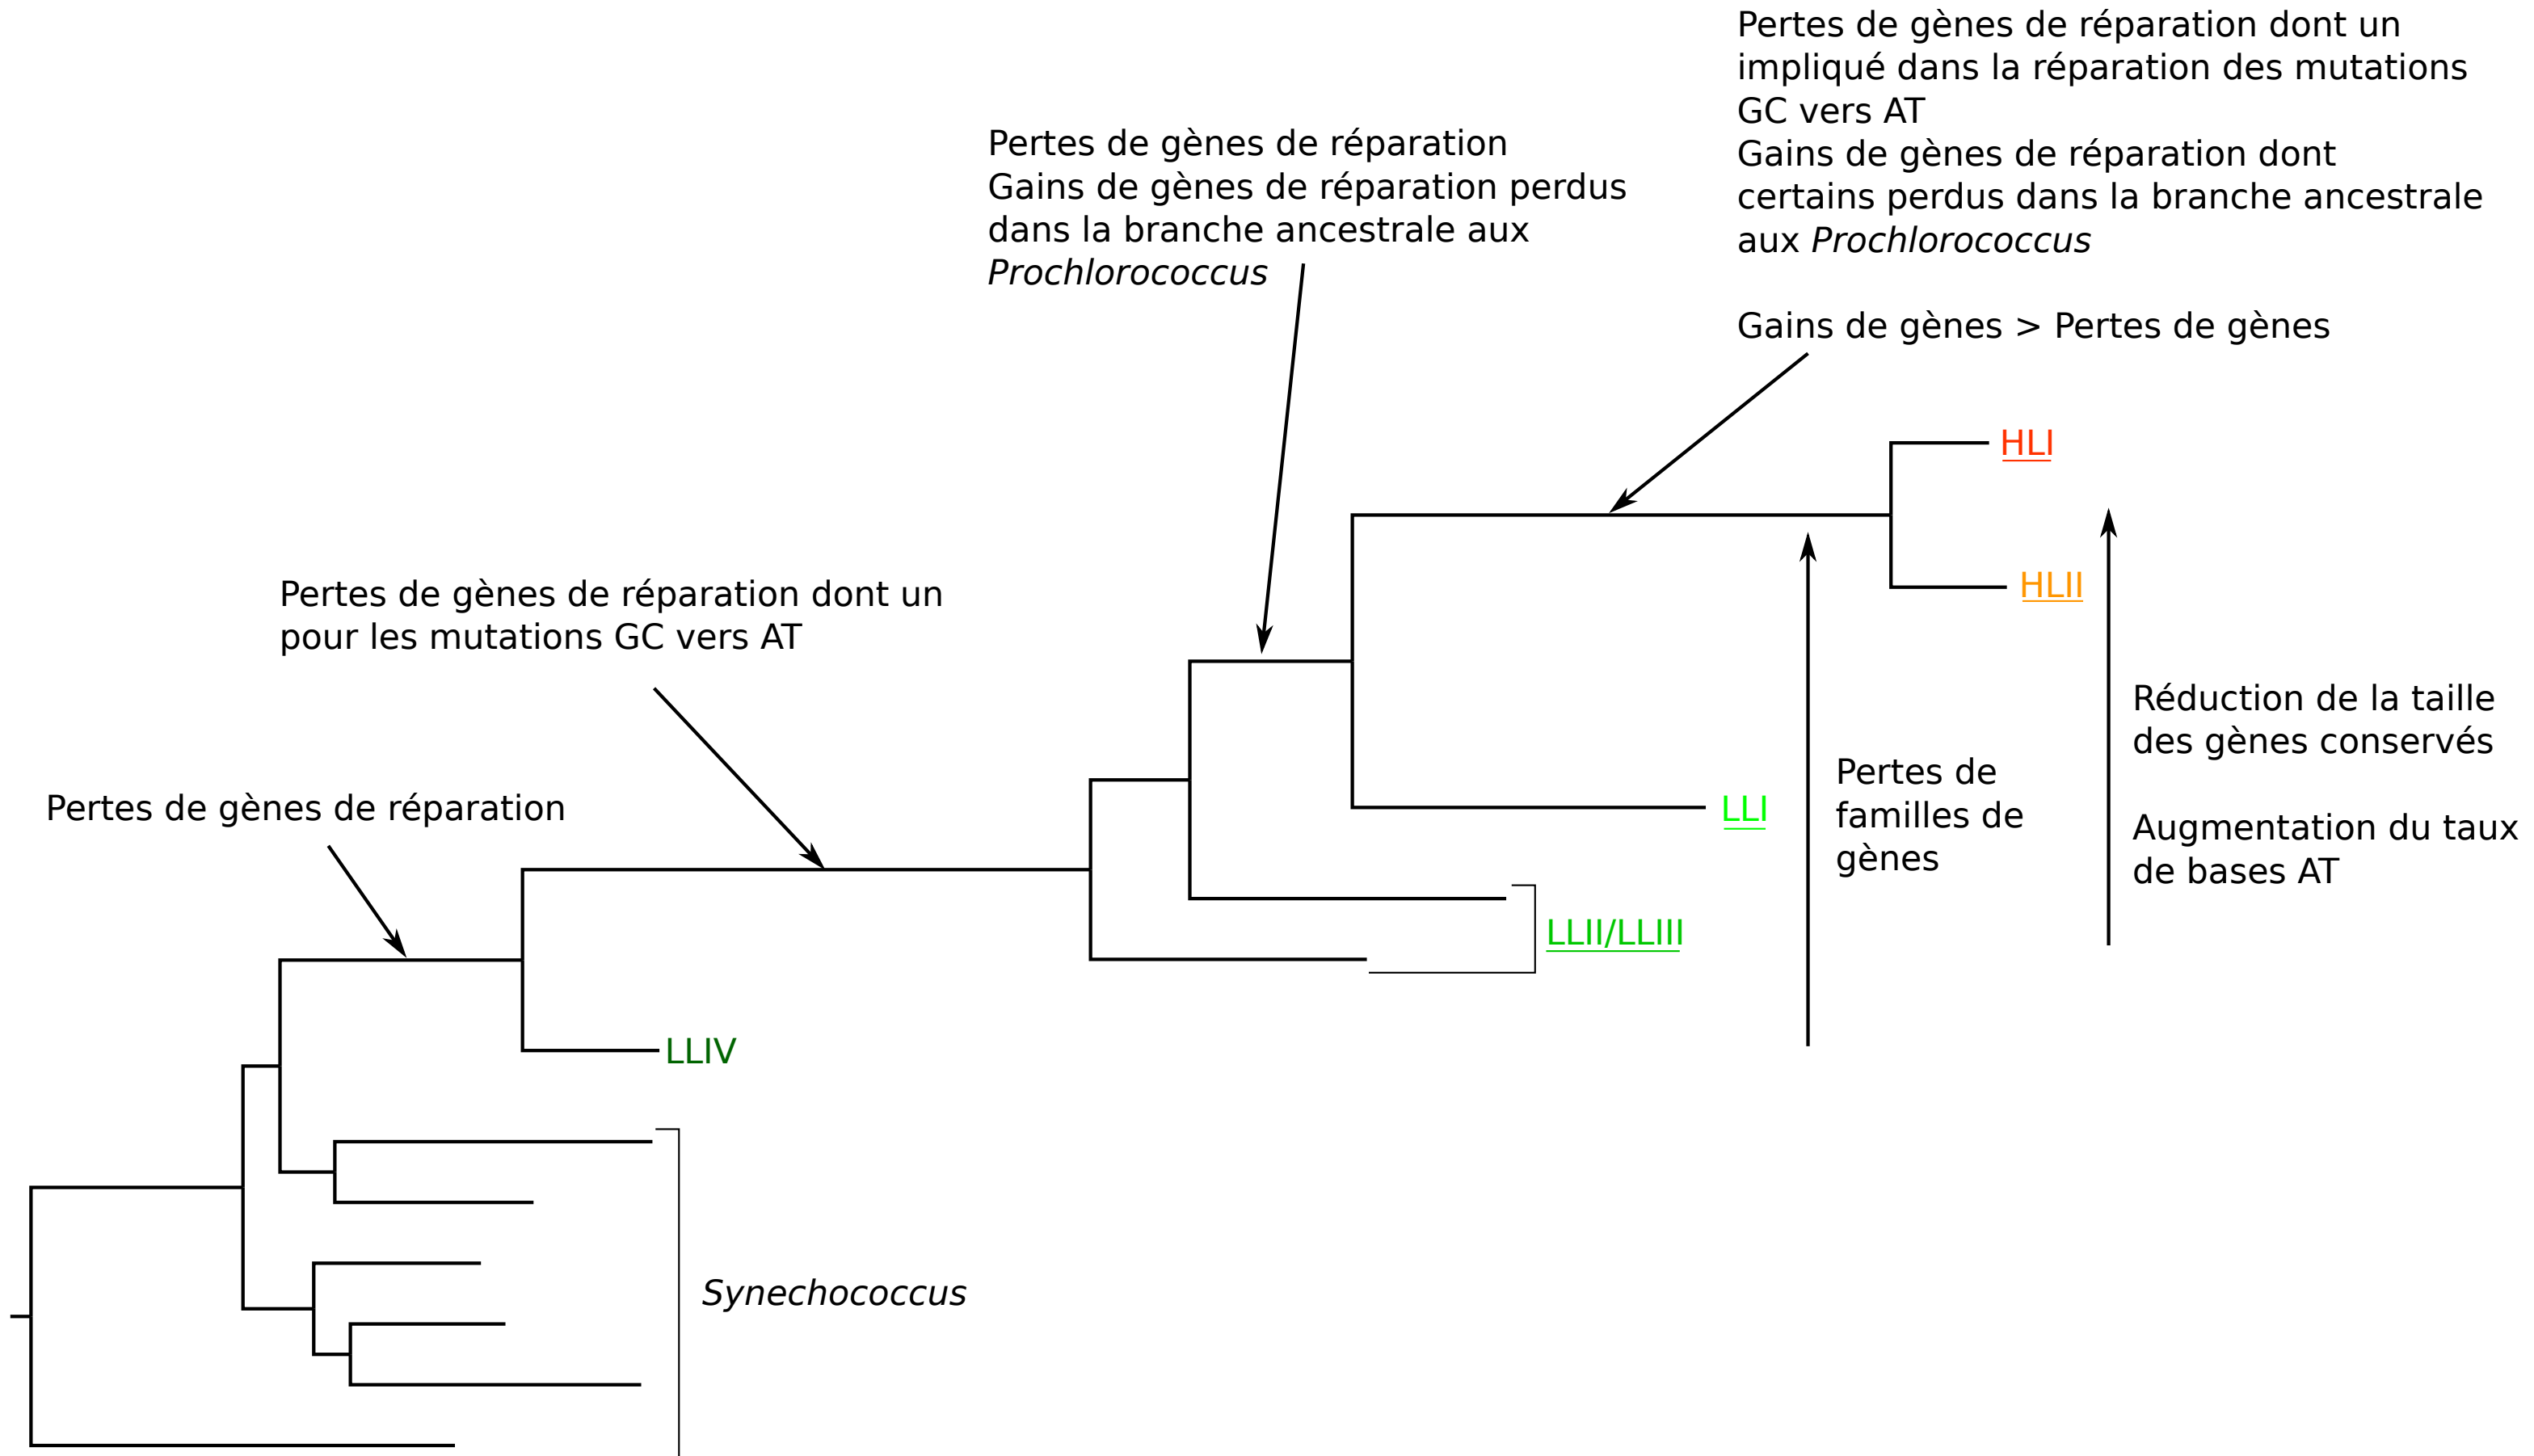 Pertes de gènes de réparation dont un
impliqué dans la réparation des mutations
GC vers AT
Gains de gènes de réparation dont
certains perdus dans la branche ancestrale
aux Prochlorococcus
Gains de gènes > Pertes de gènes
Pertes de gènes de réparation
Gains de gènes de réparation perdus
dans la branche ancestrale aux
Prochlorococcus
HLI
HLII
Pertes de gènes de réparation dont un
pour les mutations GC vers AT
Réduction de la taille
des gènes conservés
Augmentation du taux
de bases AT
Pertes de
familles de
gènes
Pertes de gènes de réparation
LLI
LLII/LLIII
LLIV
Synechococcus